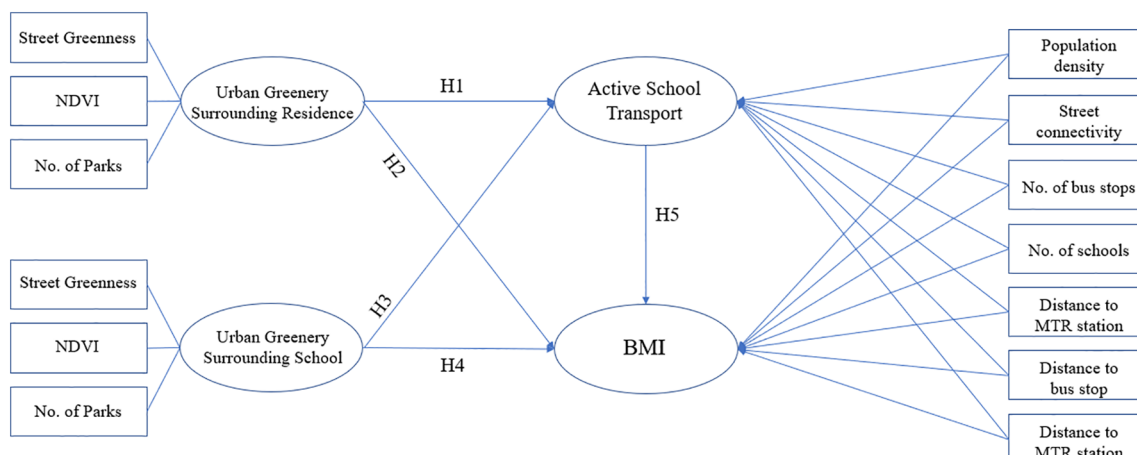 Street Greenness
NDVI
No. of Parks
Urban Greenery
Surrounding Residence
Street Greenness
NDVI
No. of Parks
Urban Greenery
Surrounding School
H1
H2
H3
H4
Active School
Transport
H5
BMI
Population
density
Street
connectivity
No. of bus stops
No. of schools
Distance to
MTR station
Distance to
bus stop
Distance to
MTR station